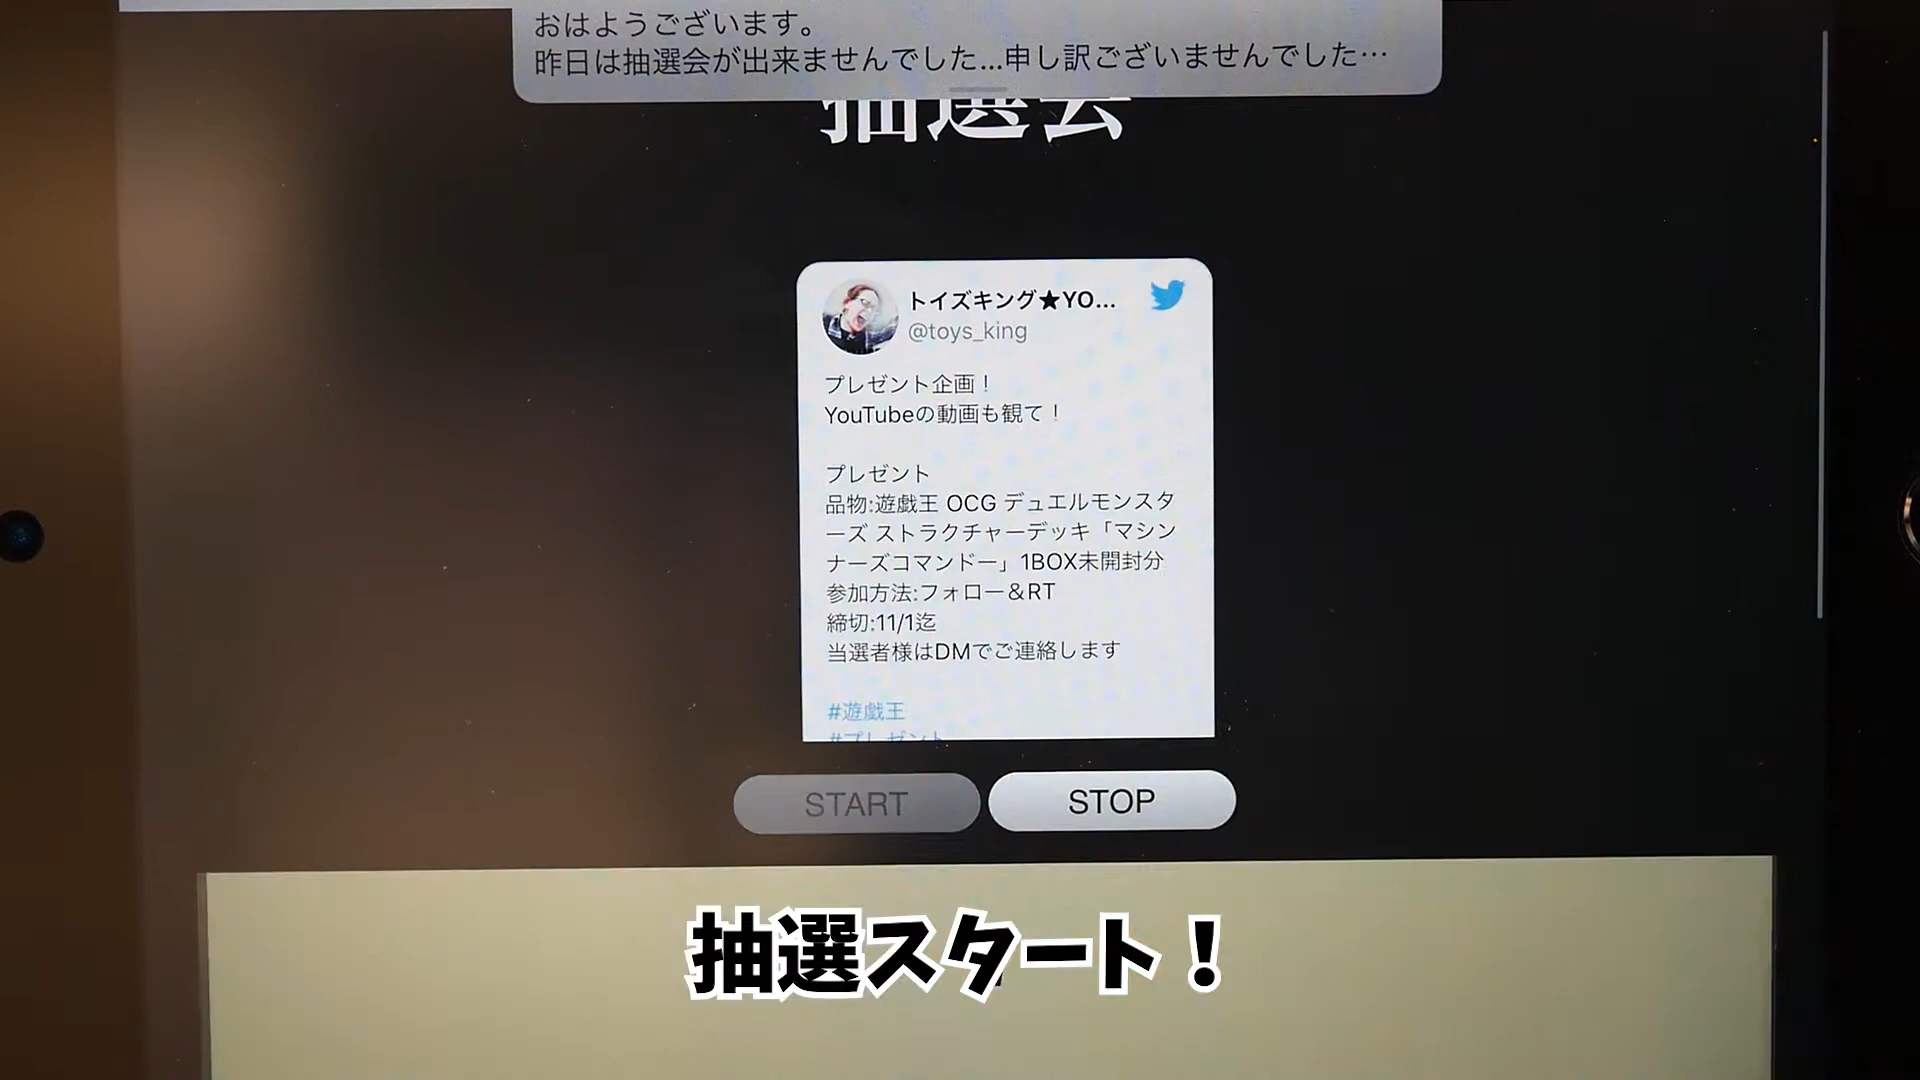 おはようございます。
昨日は抽選会が出来ませんでした…申し訳ございませんでした…
抽選会
トイズキング★YO...
@toys_king
プレゼント企画！
YouTubeの動画も観て！
プレゼント
品物:遊戯王 OCG デュエルモンスタ
ーズ ストラクチャーデッキ「マシン
ナーズコマンドー」1BOX未開封分
参加方法:フォロー＆RT
締切:11/1迄
当選者様はDMでご連絡します
#遊戯王
#プレゼント
START
STOP
抽選スタート！